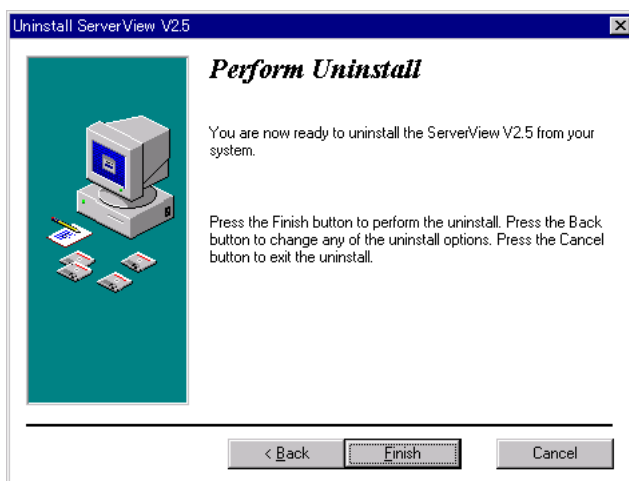 Uninstall ServerView V2.5
Perform Uninstall
You are now ready to uninstall the ServerView V2.5 from your
system.
Press the Finish button to perform the uninstall. Press the Back
button to change any of the uninstall options. Press the Cancel
button to exit the uninstall.
< Back
Finish
Cancel